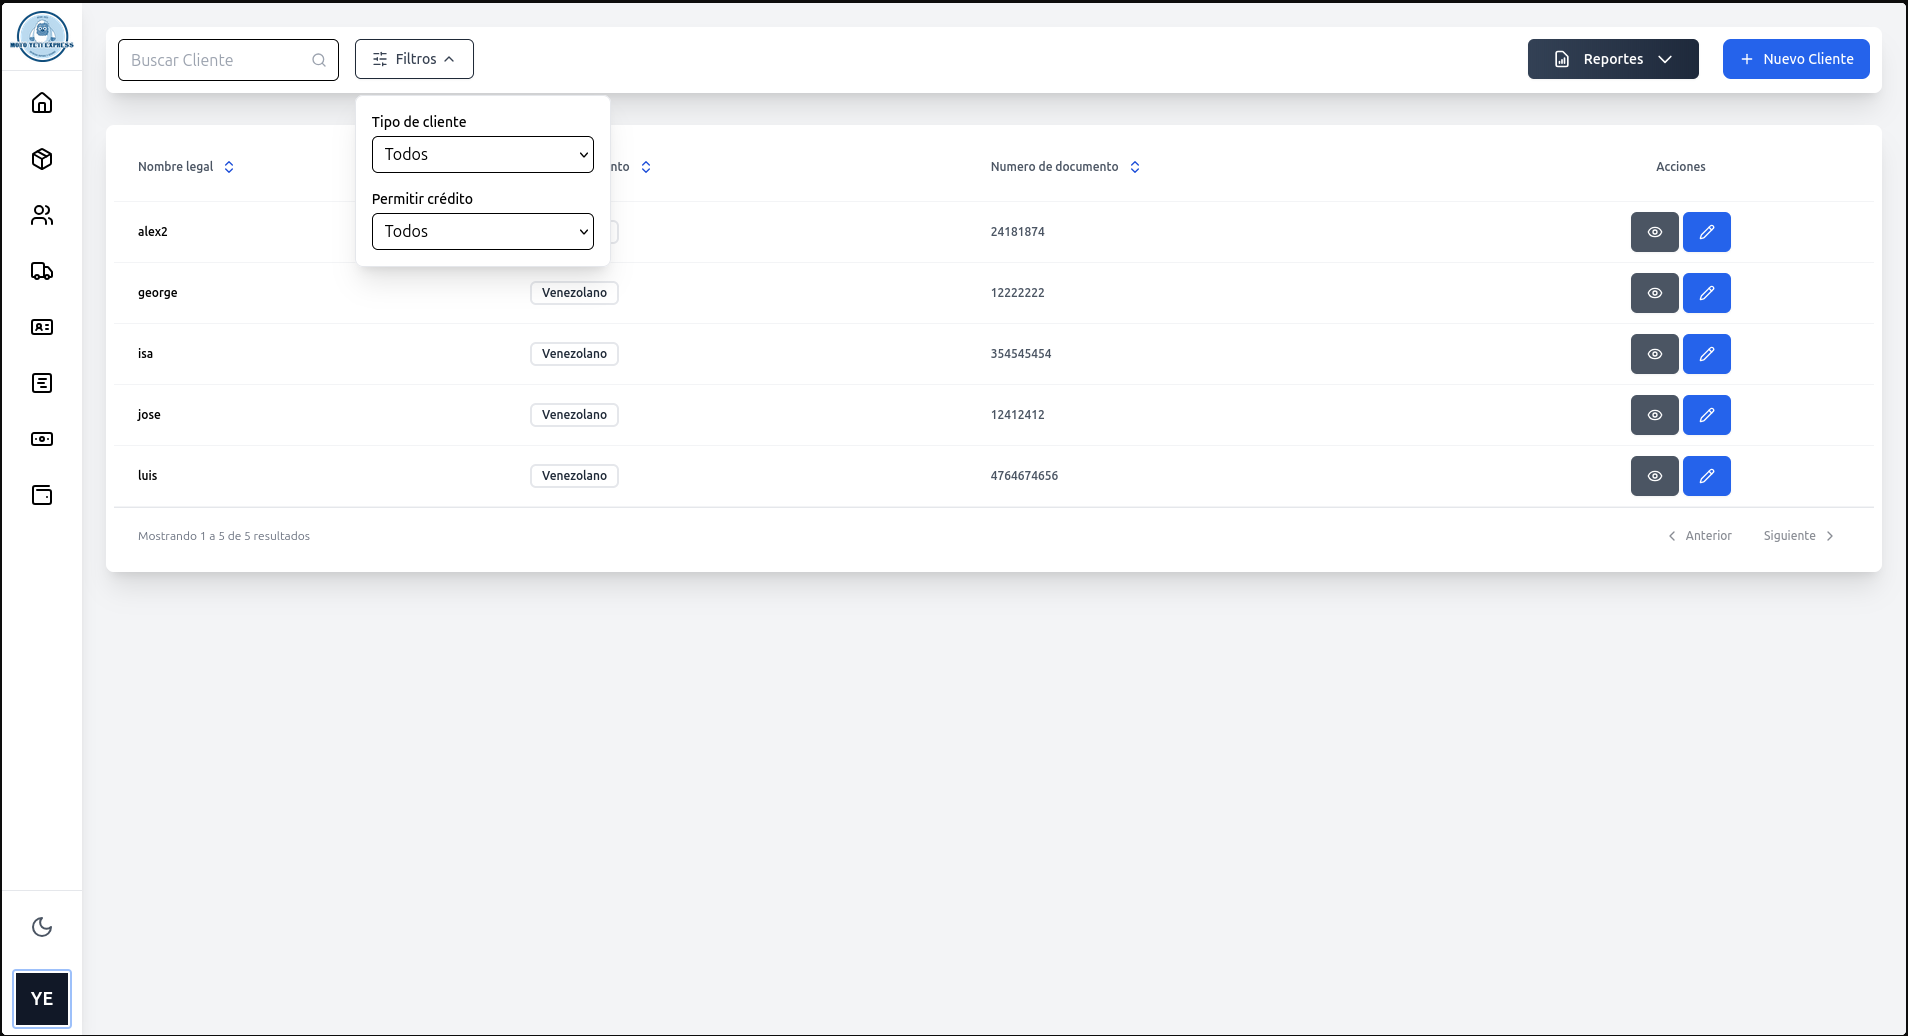 MOTO YETI EXPRESS
Buscar Cliente
Filtros
Reportes
Nuevo Cliente
Tipo de cliente
Todos
Permitir crédito
Todos
Nombre legal nto Numero de documento Acciones
alex2 24181874
george Venezolano 12222222
isa Venezolano 354545454
jose Venezolano 12412412
luis Venezolano 4764674656
Mostrando 1 a 5 de 5 resultados Anterior Siguiente
YE